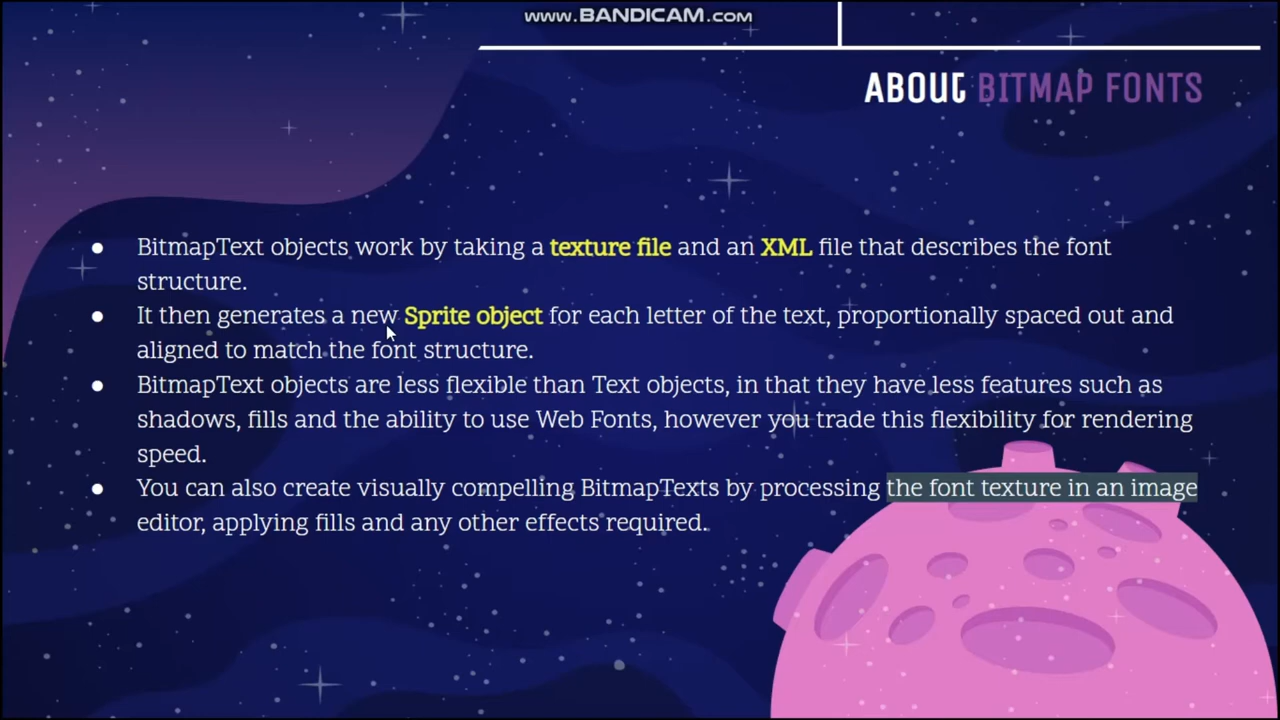 www.BANDICAM.com
ABOUT BITMAP FONTS
● BitmapText objects work by taking a texture file and an XML file that describes the font
structure.
● It then generates a new Sprite object for each letter of the text, proportionally spaced out and
aligned to match the font structure.
● BitmapText objects are less flexible than Text objects, in that they have less features such as
shadows, fills and the ability to use Web Fonts, however you trade this flexibility for rendering
speed.
● You can also create visually compelling BitmapTexts by processing the font texture in an image
editor, applying fills and any other effects required.